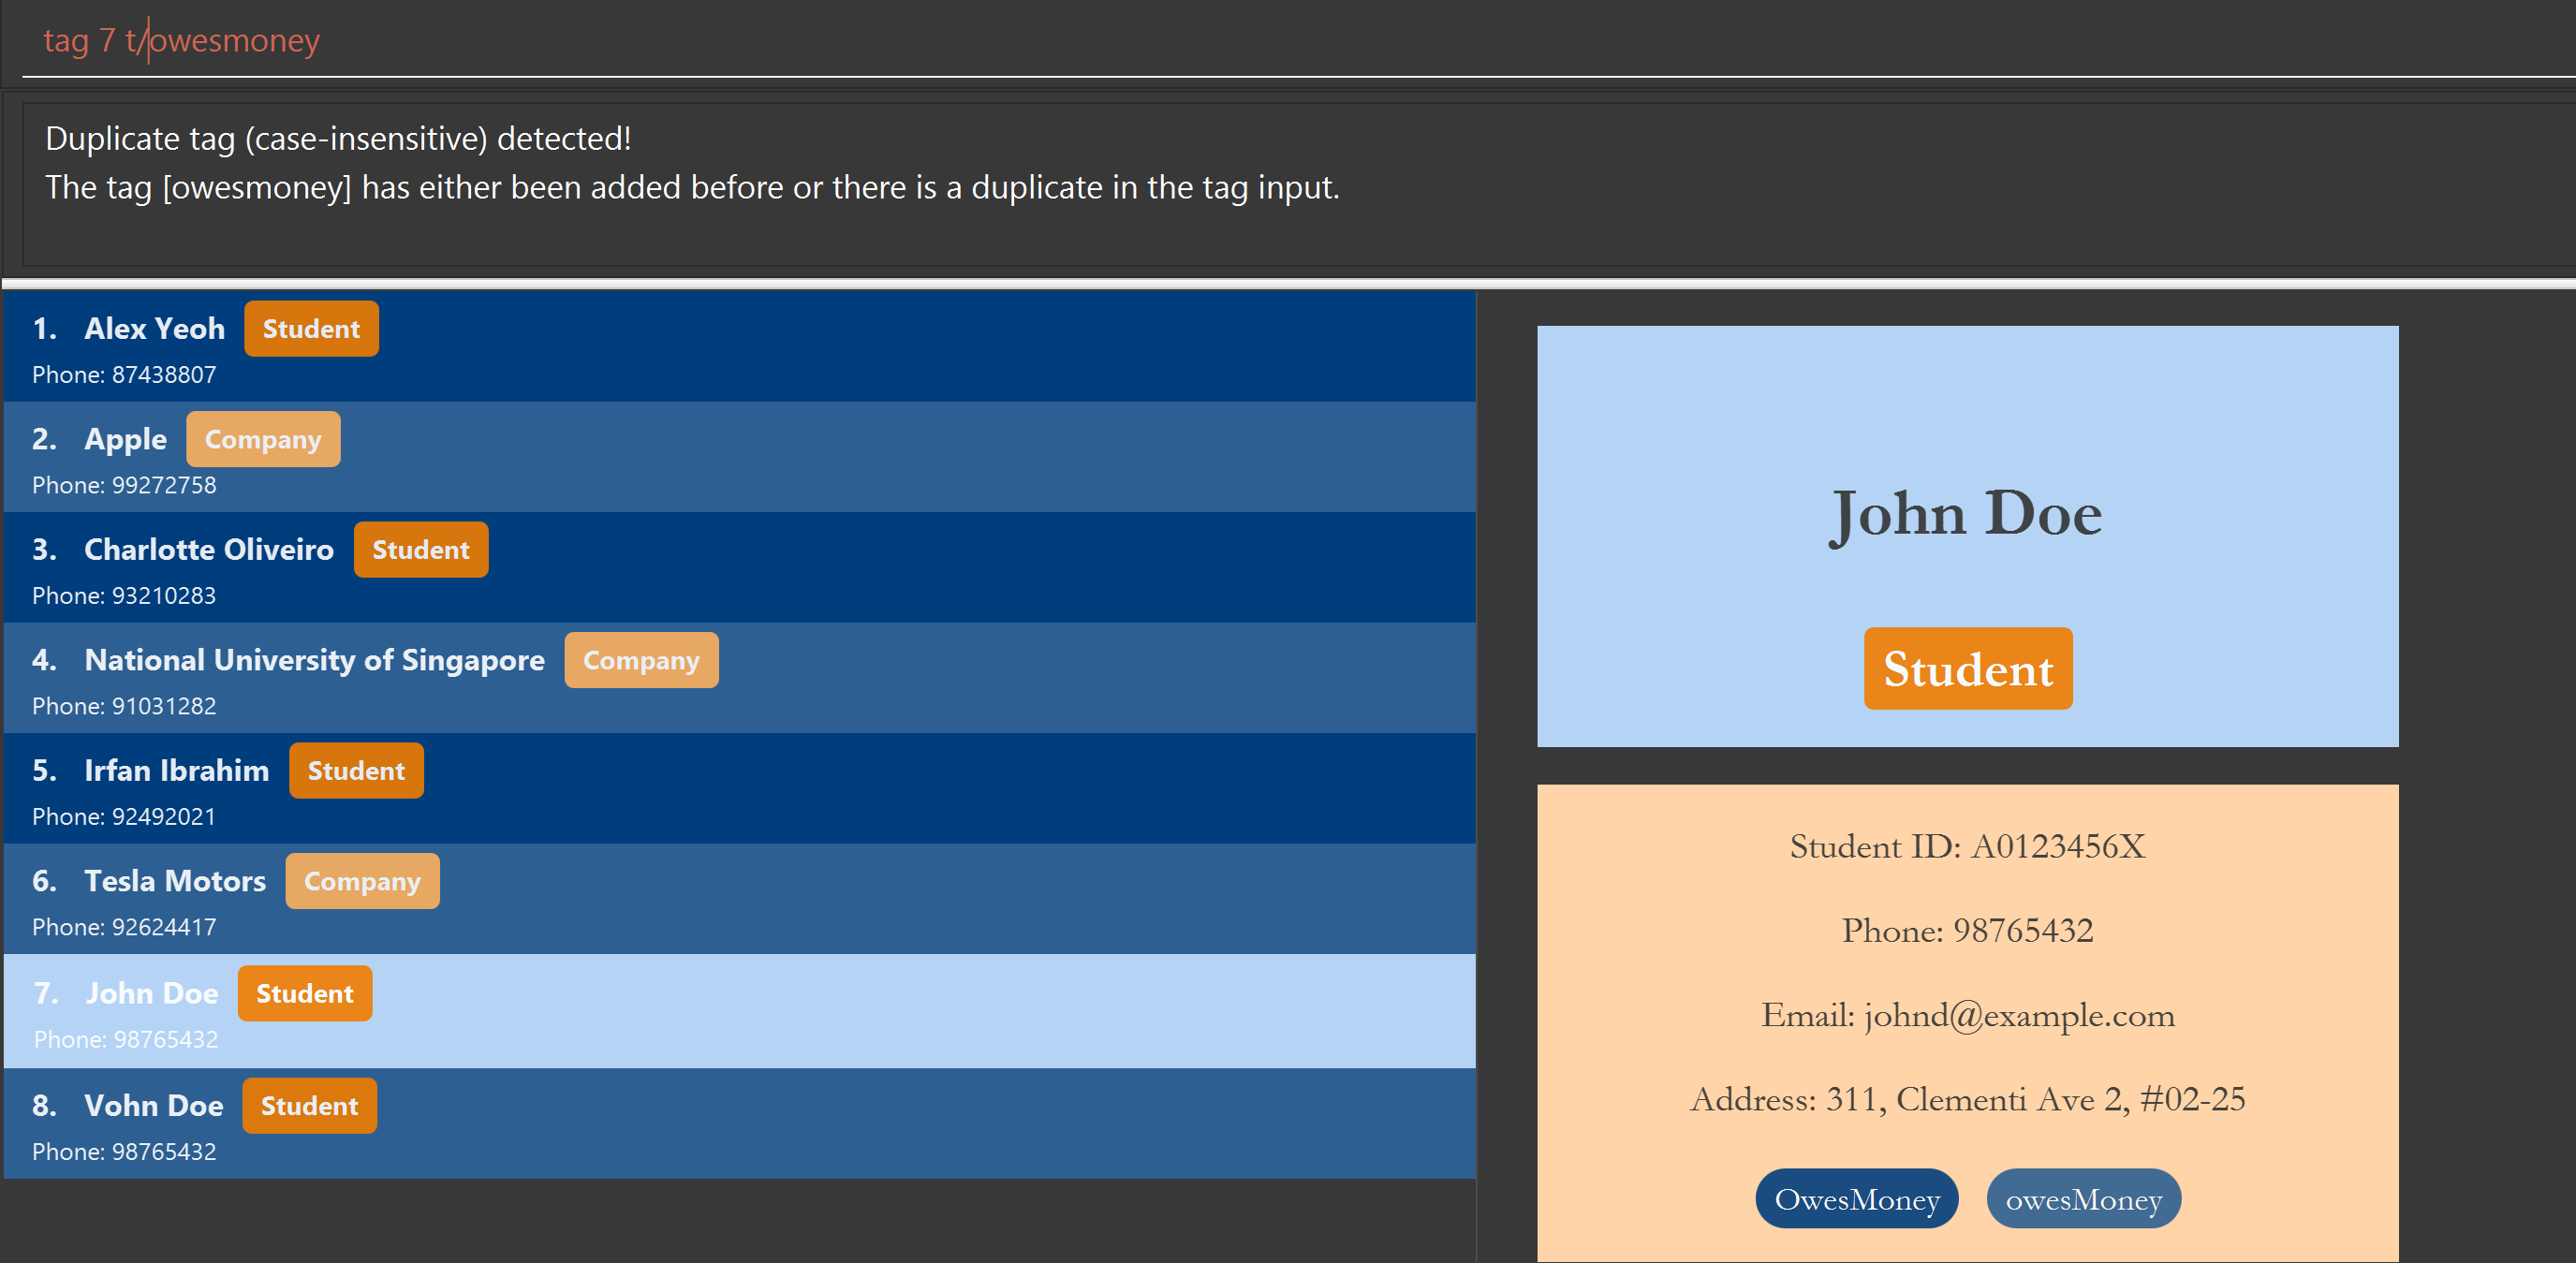 tag 7 t/owesmoney
Duplicate tag (case-insensitive) detected!
The tag [owesmoney] has either been added before or there is a duplicate in the tag input.
1. Alex Yeoh Student
Phone: 87438807
2. Apple Company
Phone: 99272758
3. Charlotte Oliveiro Student
Phone: 93210283
4. National University of Singapore Company
Phone: 91031282
5. Irfan Ibrahim Student
Phone: 92492021
6. Tesla Motors Company
Phone: 92624417
7. John Doe Student
Phone: 98765432
8. Vohn Doe Student
Phone: 98765432
John Doe
Student
Student ID: A0123456X
Phone: 98765432
Email: johnd@example.com
Address: 311, Clementi Ave 2, #02-25
OwesMoney owesMoney